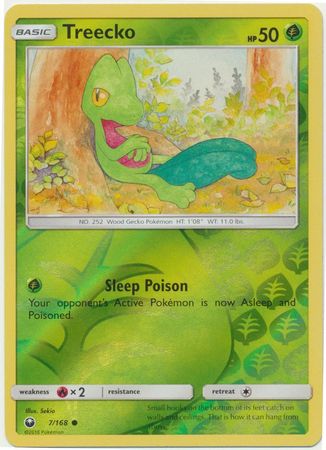 BASIC
Treecko
HP 50
NO. 252 Wood Gecko Pokémon HT: 1'08" WT: 11.0 lbs.
Sleep Poison
Your opponent's Active Pokémon is now Asleep and
Poisoned.
weakness × 2 resistance retreat
Illus. Sekio
7/168
©2018 Pokémon
Small hooks on the bottom of its feet catch on
walls and ceilings. That is how it can hang from